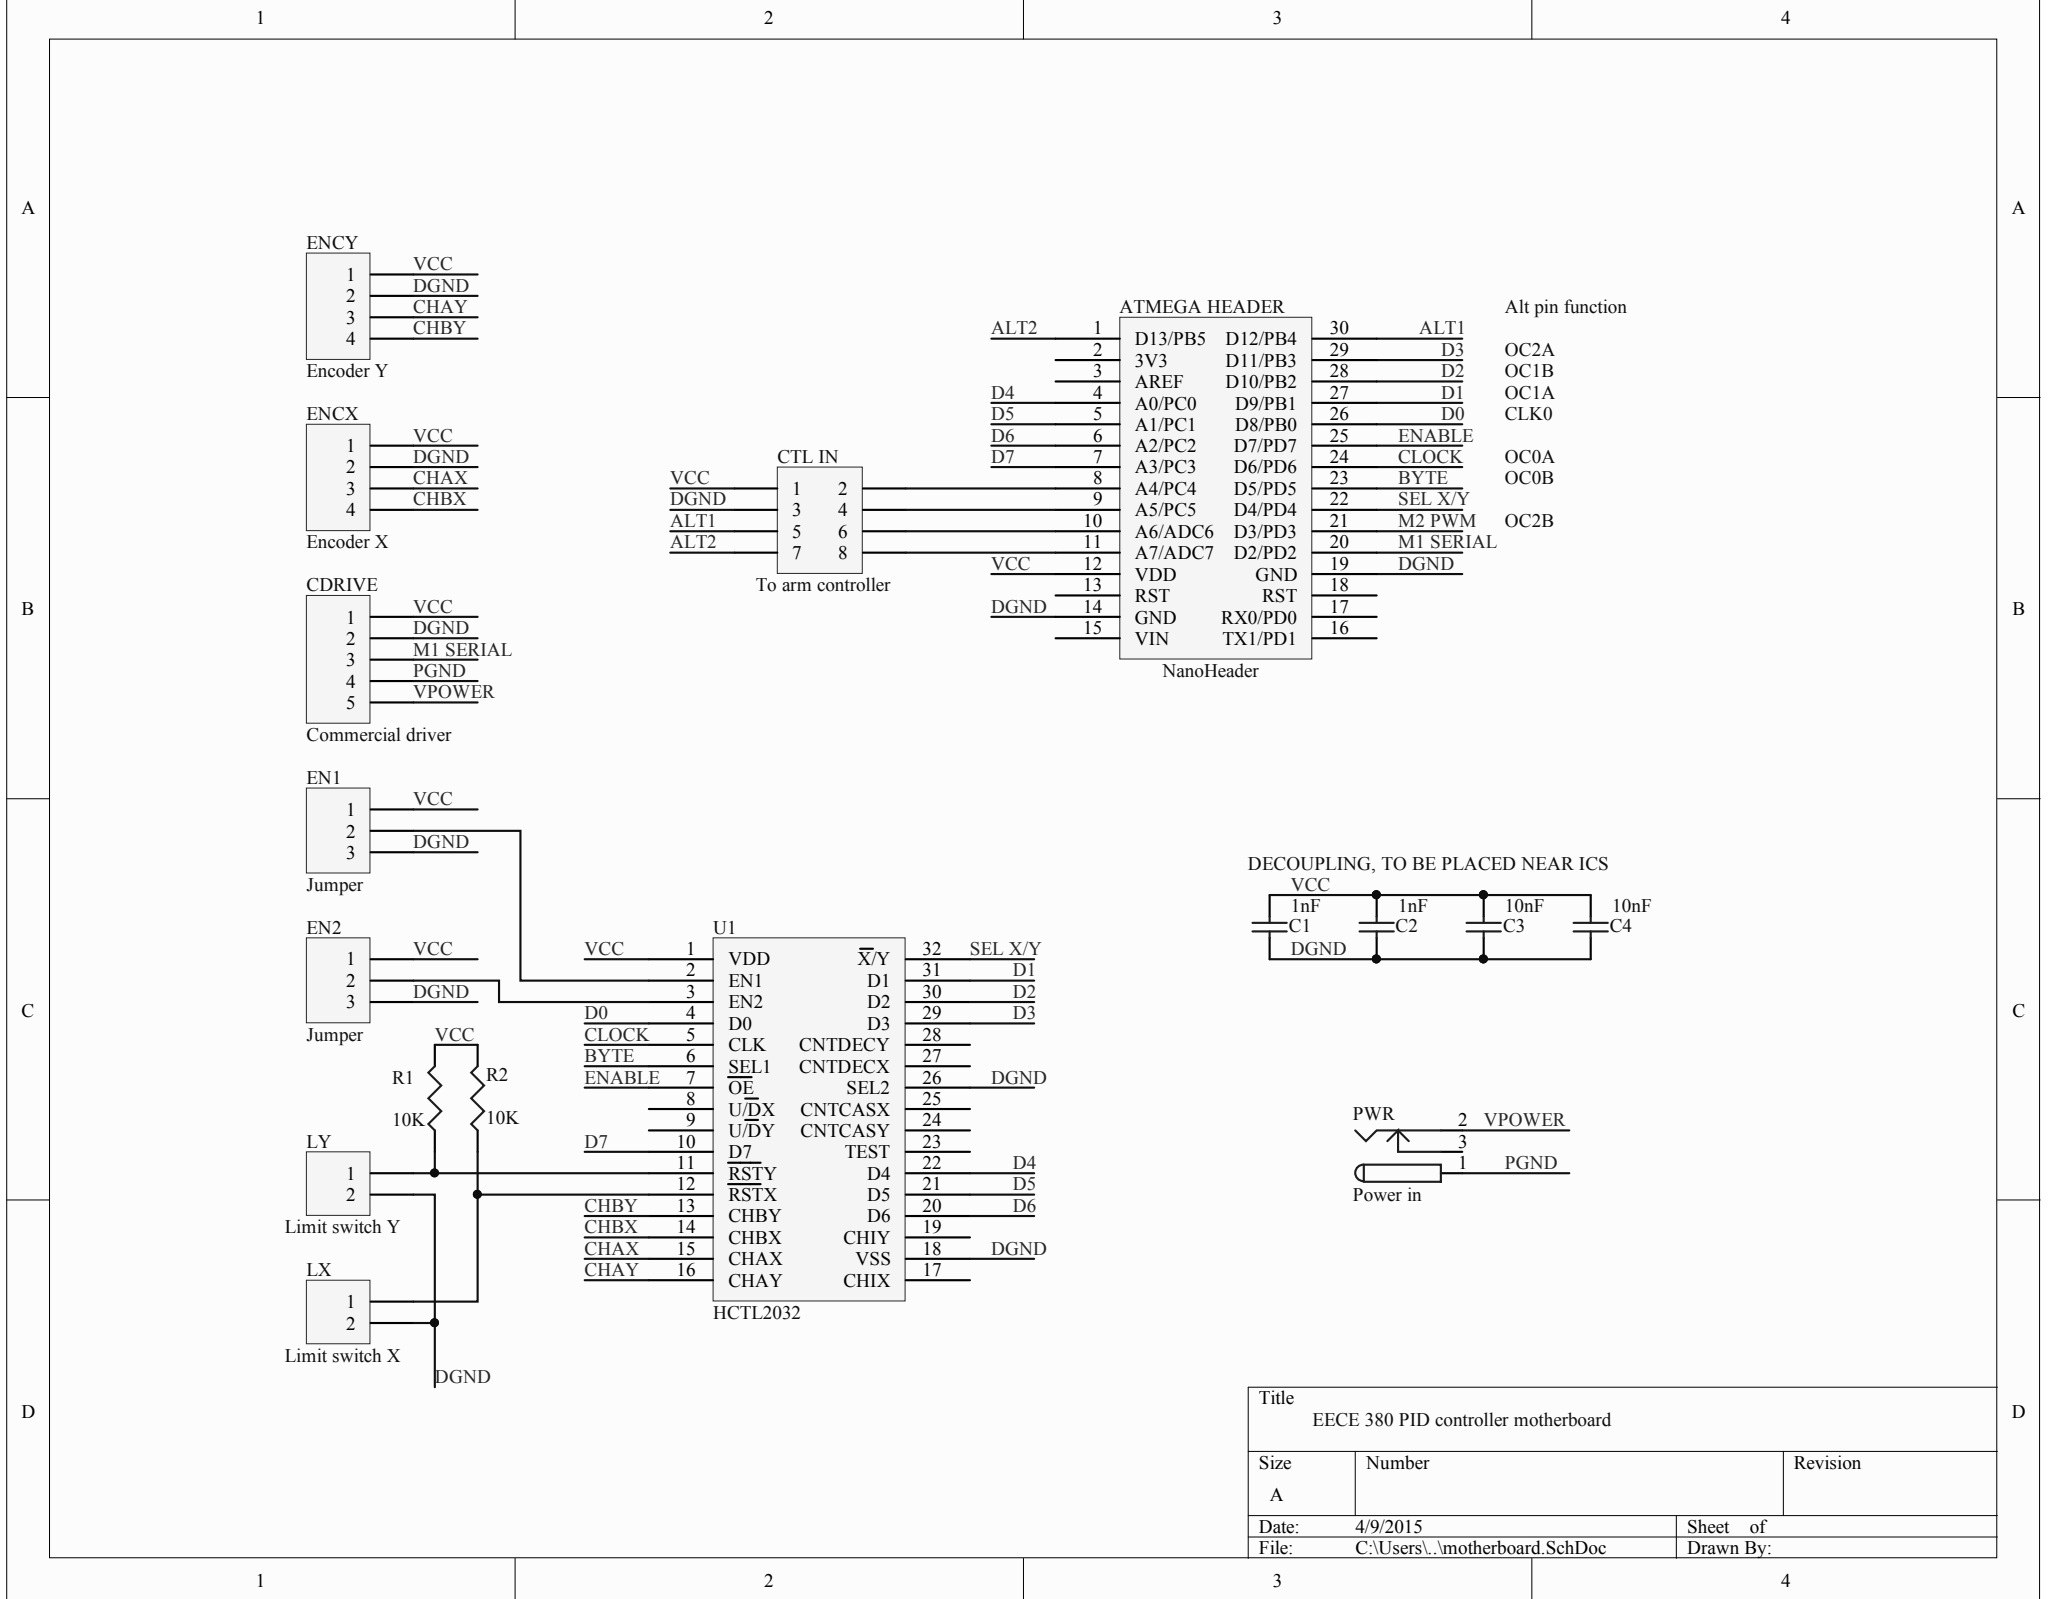 1 2 3 4
A A
ENCY
1 VCC
2 DGND
3 CHAY
4 CHBY
Encoder Y
ENCX
1 VCC
2 DGND
3 CHAX
4 CHBX
Encoder X
B B
CDRIVE
1 VCC
2 DGND
3 M1 SERIAL
4 PGND
5 VPOWER
Commercial driver
CTL IN
VCC 1 2
DGND 3 4
ALT1 5 6
ALT2 7 8
To arm controller
ATMEGA HEADER Alt pin function
ALT2 1 D13/PB5 D12/PB4 30 ALT1
2 3V3 D11/PB3 29 D3 OC2A
3 AREF D10/PB2 28 D2 OC1B
D4 4 A0/PC0 D9/PB1 27 D1 OC1A
D5 5 A1/PC1 D8/PB0 26 D0 CLK0
D6 6 A2/PC2 D7/PD7 25 ENABLE
D7 7 A3/PC3 D6/PD6 24 CLOCK OC0A
8 A4/PC4 D5/PD5 23 BYTE OC0B
9 A5/PC5 D4/PD4 22 SEL X/Y
10 A6/ADC6 D3/PD3 21 M2 PWM OC2B
11 A7/ADC7 D2/PD2 20 M1 SERIAL
VCC 12 VDD GND 19 DGND
13 RST RST 18
DGND 14 GND RX0/PD0 17
15 VIN TX1/PD1 16
NanoHeader
EN1
1 VCC
2
3 DGND
Jumper
EN2
1 VCC
2
3 DGND
Jumper
C C
VCC
R1 R2
10K 10K
LY
1
2
Limit switch Y
LX
1
2
Limit switch X
DGND
U1
VCC 1 VDD X/Y 32 SEL X/Y
2 EN1 D1 31 D1
3 EN2 D2 30 D2
D0 4 D0 D3 29 D3
CLOCK 5 CLK CNTDECY 28
BYTE 6 SEL1 CNTDECX 27
ENABLE 7 OE SEL2 26 DGND
8 U/DX CNTCASX 25
9 U/DY CNTCASY 24
D7 10 D7 TEST 23
11 RSTY D4 22 D4
12 RSTX D5 21 D5
CHBY 13 CHBY D6 20 D6
CHBX 14 CHBX CHIY 19
CHAX 15 CHAX VSS 18 DGND
CHAY 16 CHAY CHIX 17
HCTL2032
DECOUPLING, TO BE PLACED NEAR ICS
VCC
1nF 1nF 10nF 10nF
C1 C2 C3 C4
DGND
PWR 2 VPOWER
3
1 PGND
Power in
D D
Title
EECE 380 PID controller motherboard
Size Number Revision
A
Date: 4/9/2015 Sheet of
File: C:\Users\..\motherboard.SchDoc Drawn By:
1 2 3 4